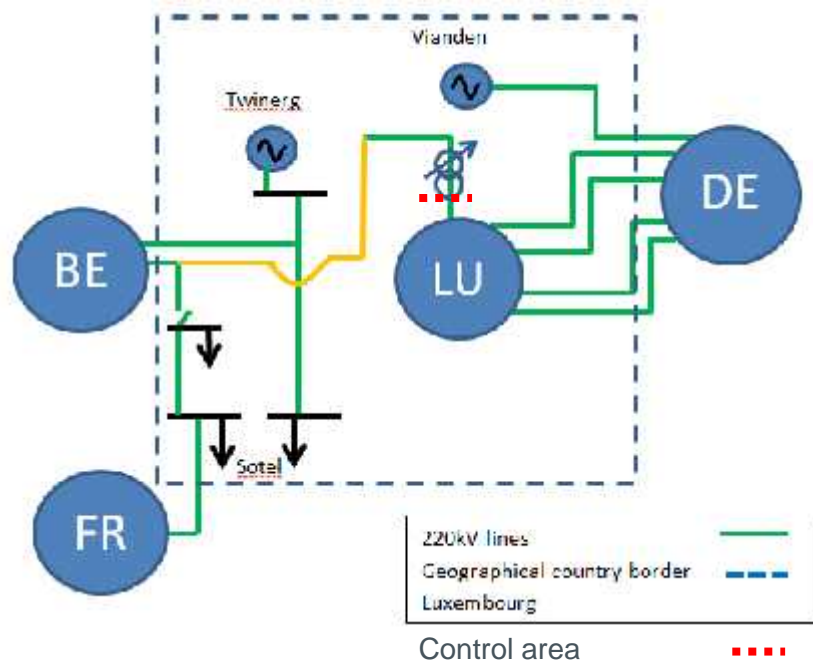 Vianden
Twinerg
DE
BE
LU
Sotel
FR
220kV lines
Geographical country border
Luxembourg
Control area